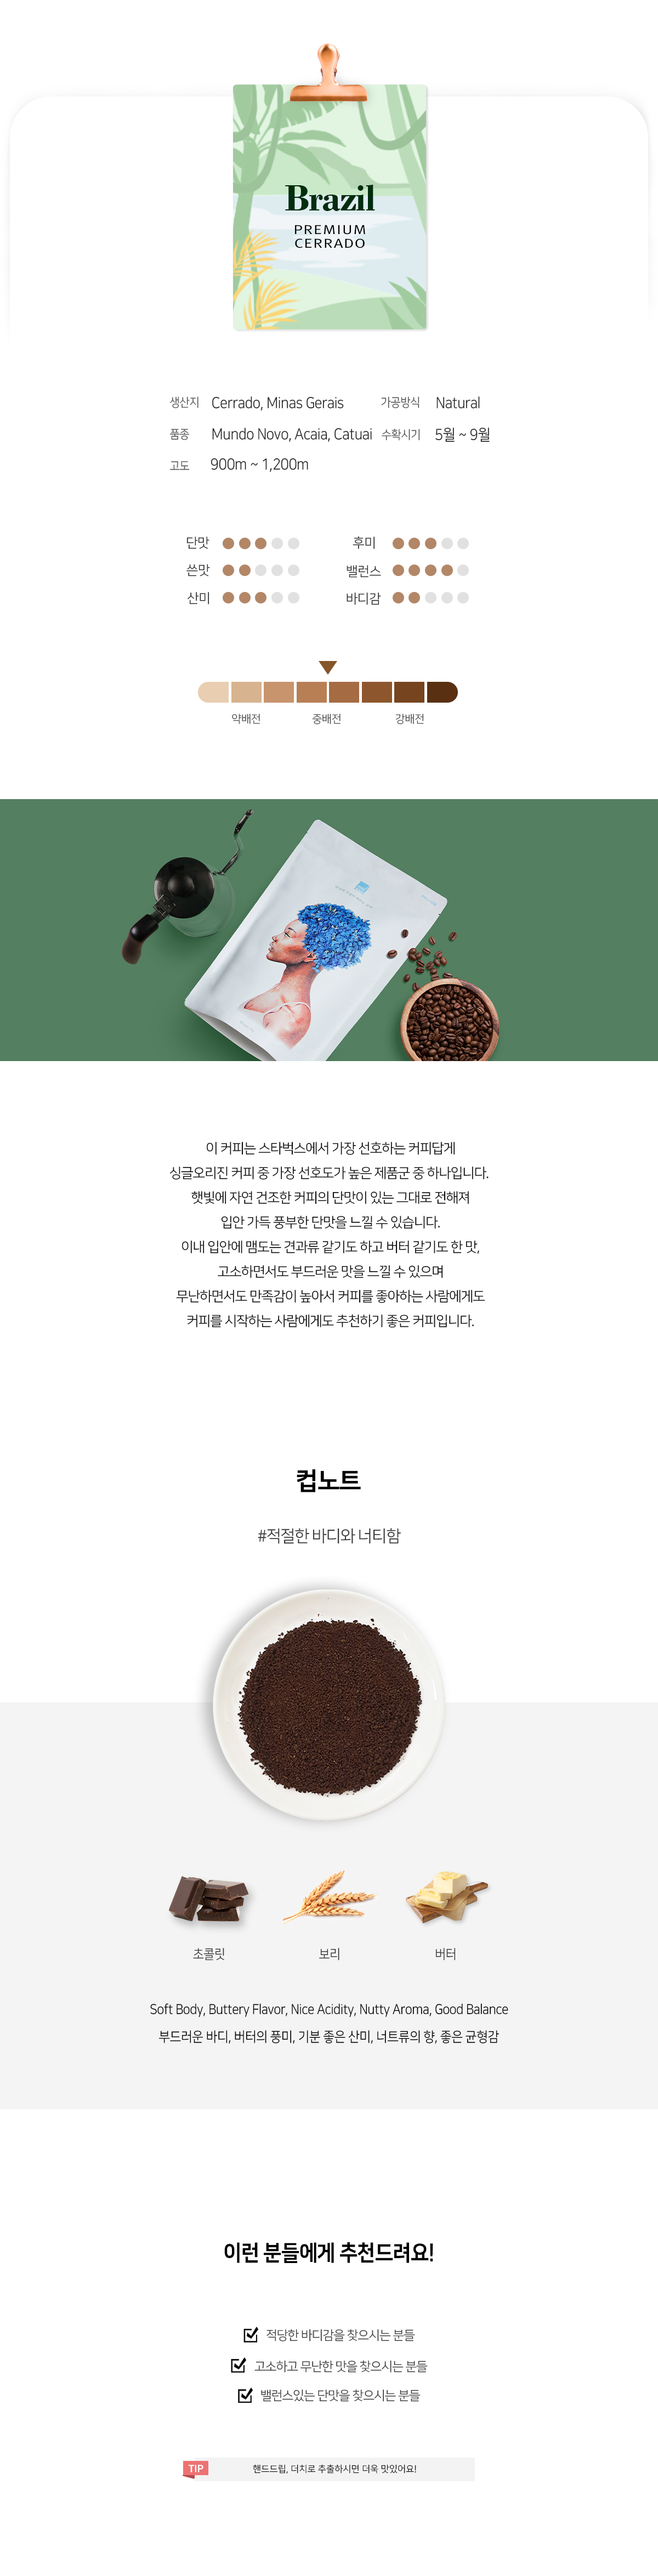 Brazil
PREMIUM
CERRADO
생산지 Cerrado, Minas Gerais 가공방식 Natural
품종 Mundo Novo, Acaia, Catuai 수확시기 5월 ~ 9월
고도 900m ~ 1,200m
단맛 후미
쓴맛 밸런스
산미 바디감
약배전 중배전 강배전
이 커피는 스타벅스에서 가장 선호하는 커피답게
싱글오리진 커피 중 가장 선호도가 높은 제품군 중 하나입니다.
햇빛에 자연 건조한 커피의 단맛이 있는 그대로 전해져
입안 가득 풍부한 단맛을 느낄 수 있습니다.
이내 입안에 맴도는 견과류 같기도 하고 버터 같기도 한 맛,
고소하면서도 부드러운 맛을 느낄 수 있으며
무난하면서도 만족감이 높아서 커피를 좋아하는 사람에게도
커피를 시작하는 사람에게도 추천하기 좋은 커피입니다.
컵노트
#적절한 바디와 너티함
초콜릿 보리 버터
Soft Body, Buttery Flavor, Nice Acidity, Nutty Aroma, Good Balance
부드러운 바디, 버터의 풍미, 기분 좋은 산미, 너트류의 향, 좋은 균형감
이런 분들에게 추천드려요!
적당한 바디감을 찾으시는 분들
고소하고 무난한 맛을 찾으시는 분들
밸런스있는 단맛을 찾으시는 분들
TIP 핸드드립, 더치로 추출하시면 더욱 맛있어요!